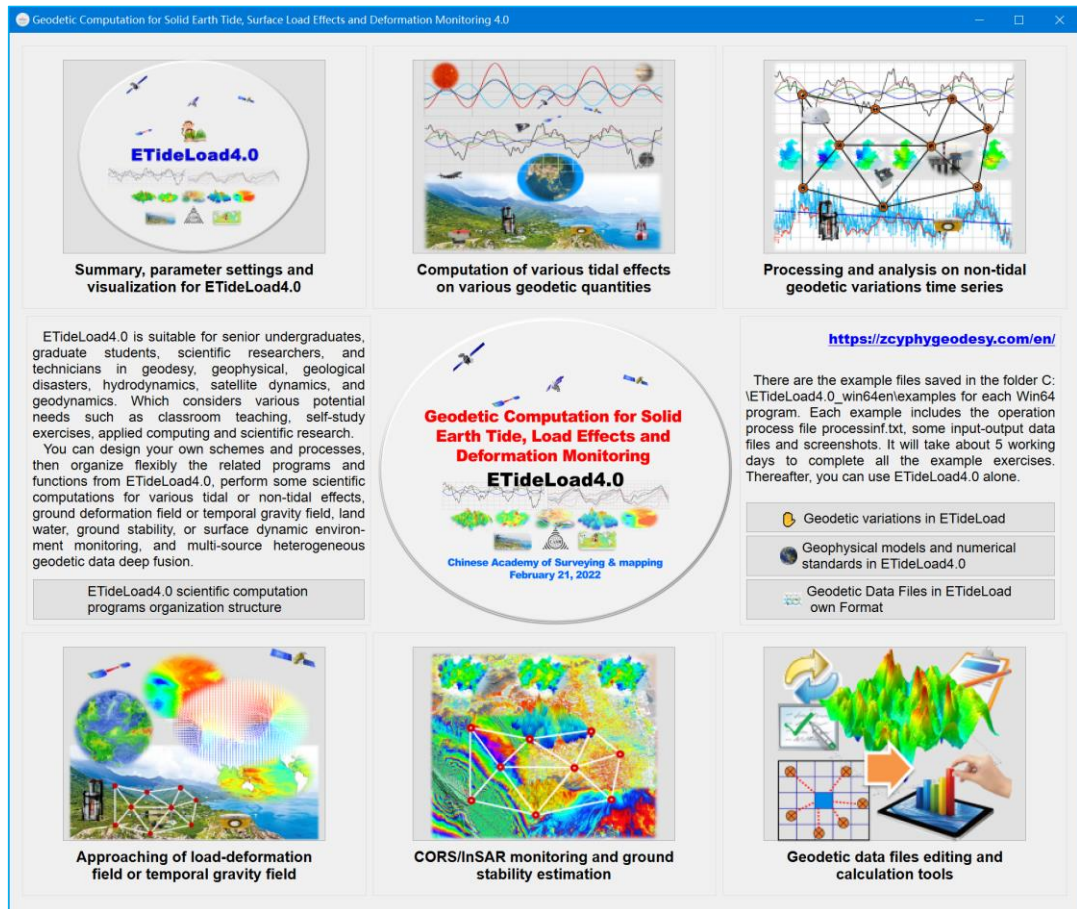 Geodetic Computation for Solid Earth Tide, Surface Load Effects and Deformation Monitoring 4.0
ETideLoad4.0
Summary, parameter settings and
visualization for ETideLoad4.0
Computation of various tidal effects
on various geodetic quantities
Processing and analysis on non-tidal
geodetic variations time series
ETideLoad4.0 is suitable for senior undergraduates,
graduate students, scientific researchers, and
technicians in geodesy, geophysical, geological
disasters, hydrodynamics, satellite dynamics, and
geodynamics. Which considers various potential
needs such as classroom teaching, self-study
exercises, applied computing and scientific research.
You can design your own schemes and processes,
then organize flexibly the related programs and
functions from ETideLoad4.0, perform some scientific
computations for various tidal or non-tidal effects,
ground deformation field or temporal gravity field, land
water, ground stability, or surface dynamic environ-
ment monitoring, and multi-source heterogeneous
geodetic data deep fusion.
ETideLoad4.0 scientific computation
programs organization structure
Geodetic Computation for Solid
Earth Tide, Load Effects and
Deformation Monitoring
ETideLoad4.0
Chinese Academy of Surveying & mapping
February 21, 2022
https://zcyphygeodesy.com/en/
There are the example files saved in the folder C:
\ETideLoad4.0_win64en\examples for each Win64
program. Each example includes the operation
process file processinf.txt, some input-output data
files and screenshots. It will take about 5 working
days to complete all the example exercises.
Thereafter, you can use ETideLoad4.0 alone.
Geodetic variations in ETideLoad
Geophysical models and numerical
standards in ETideLoad4.0
Geodetic Data Files in ETideLoad
own Format
Approaching of load-deformation
field or temporal gravity field
CORS/InSAR monitoring and ground
stability estimation
Geodetic data files editing and
calculation tools